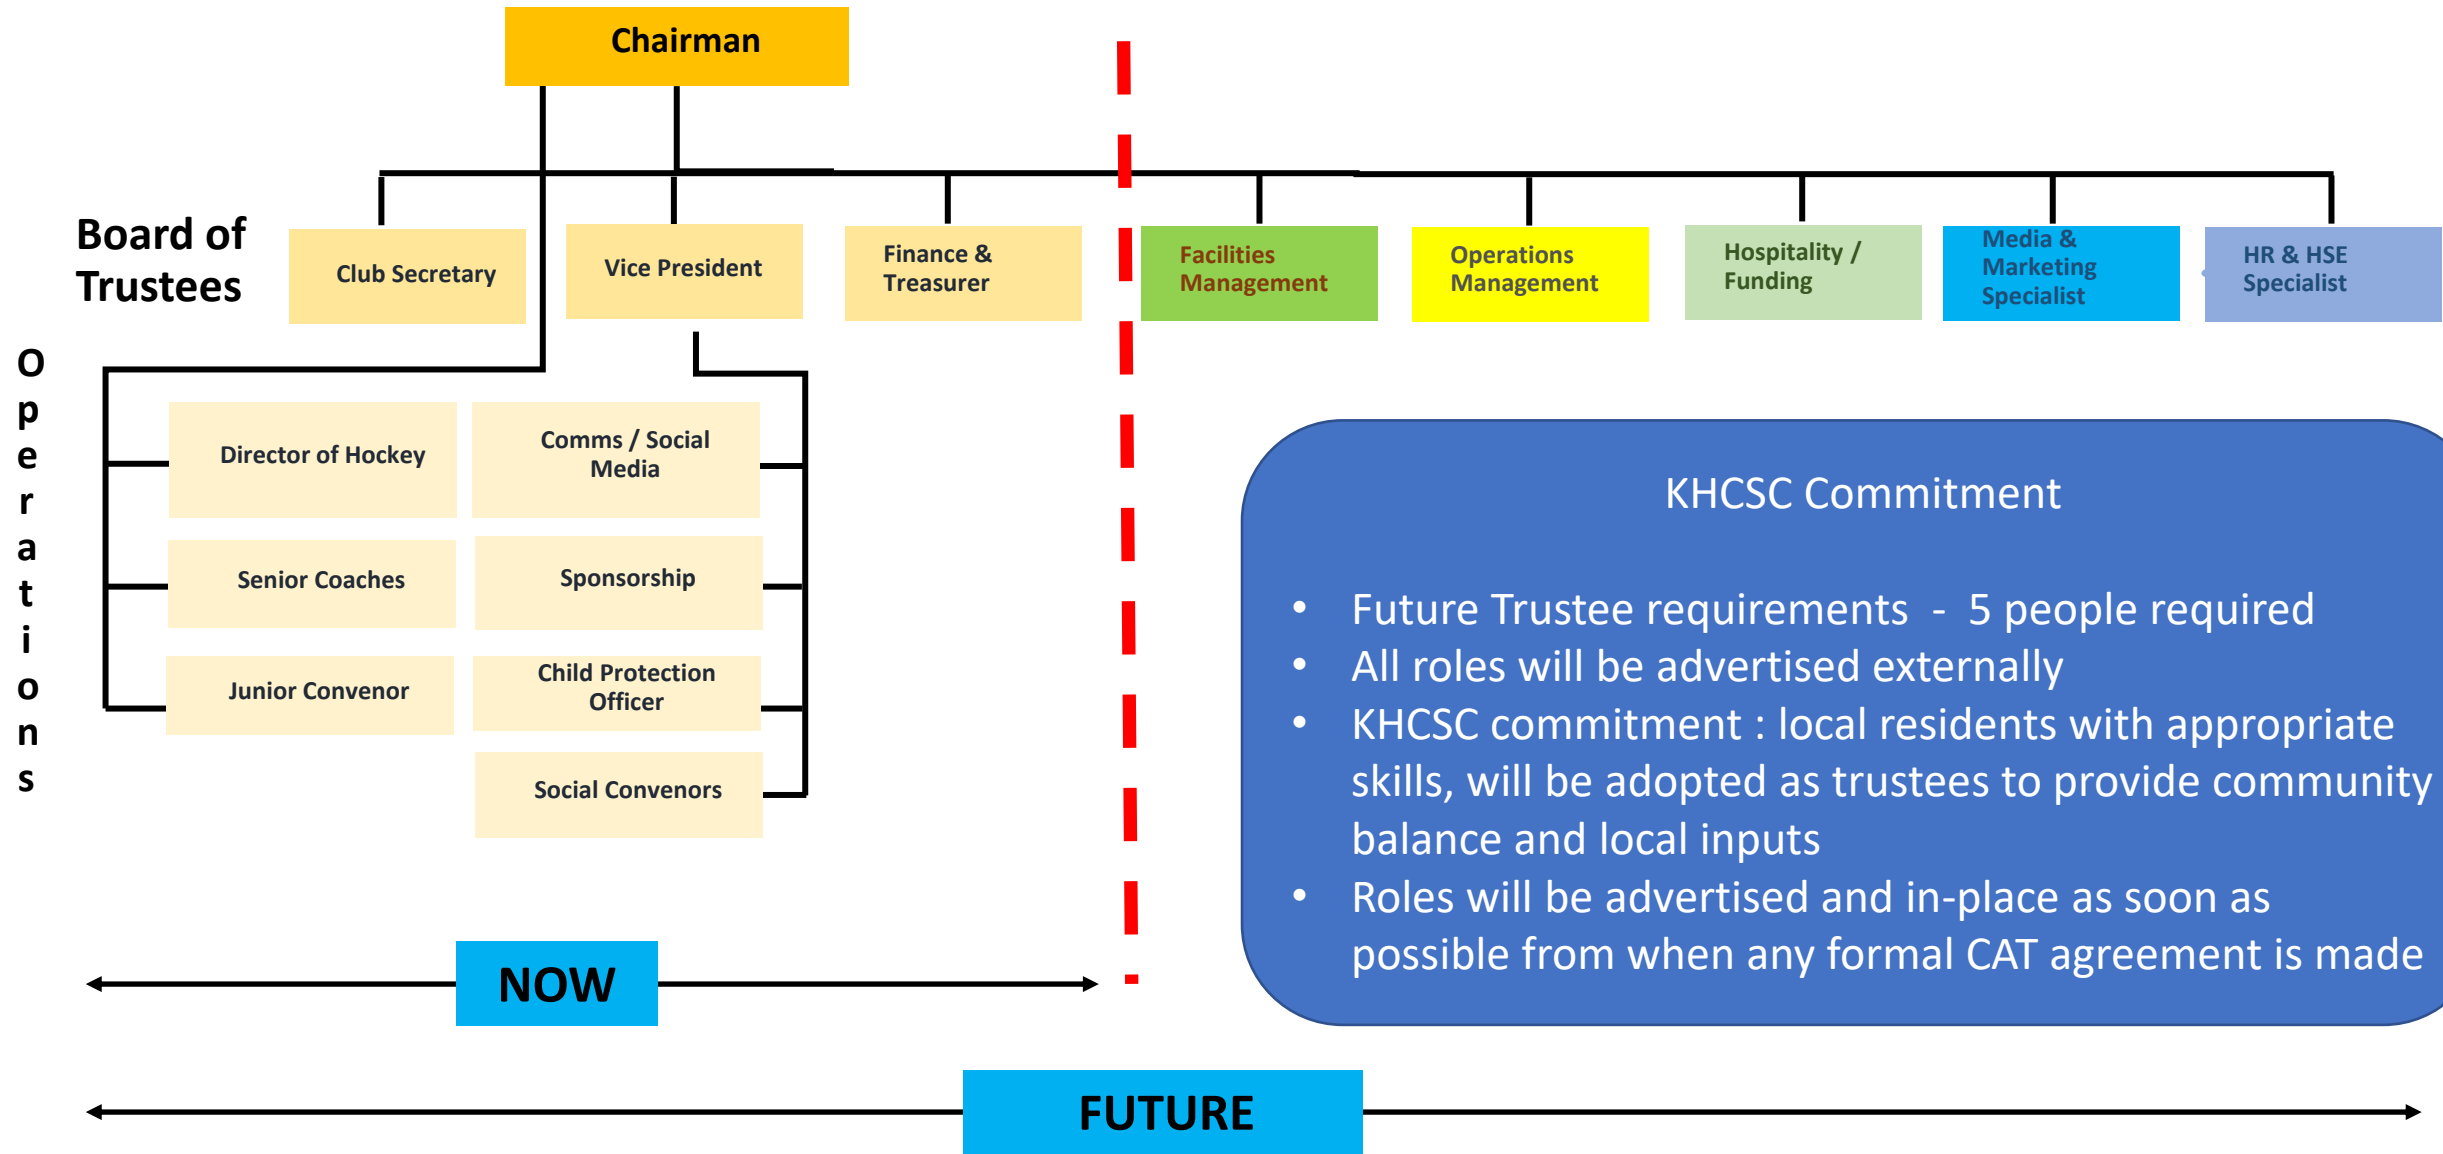 Chairman
Board of
Trustees
Club Secretary
Vice President
Finance &
Treasurer
Facilities
Management
Operations
Management
Hospitality /
Funding
Media &
Marketing
Specialist
HR & HSE
Specialist
Operations
Director of Hockey
Comms / Social
Media
Senior Coaches
Sponsorship
Junior Convenor
Child Protection
Officer
Social Convenors
KHCSC Commitment
• Future Trustee requirements - 5 people required
• All roles will be advertised externally
• KHCSC commitment : local residents with appropriate
skills, will be adopted as trustees to provide community
balance and local inputs
• Roles will be advertised and in-place as soon as
possible from when any formal CAT agreement is made
NOW
FUTURE